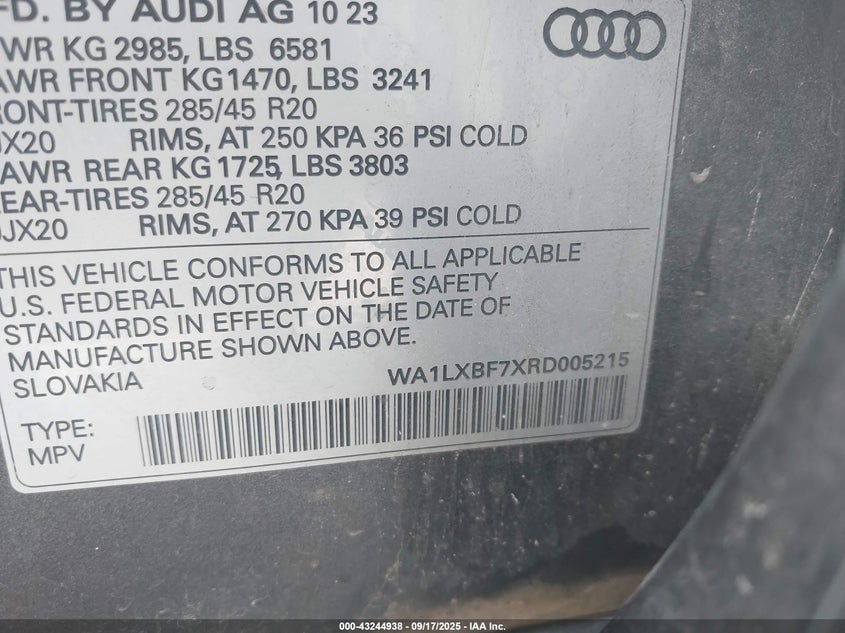 FD. BY AUDI AG 10 23
WR KG 2985, LBS 6581
AWR FRONT KG1470, LBS 3241
RONT-TIRES 285/45 R20
JX20 RIMS, AT 250 KPA 36 PSI COLD
AWR REAR KG 1725, LBS 3803
EAR-TIRES 285/45 R20
JX20 RIMS, AT 270 KPA 39 PSI COLD
THIS VEHICLE CONFORMS TO ALL APPLICABLE
U.S. FEDERAL MOTOR VEHICLE SAFETY
STANDARDS IN EFFECT ON THE DATE OF
MANUFACTURE SHOWN ABOVE.
SLOVAKIA WA1LXBF7XRD005215
TYPE:
MPV
000-43244938 - 09/17/2025 - IAA Inc.